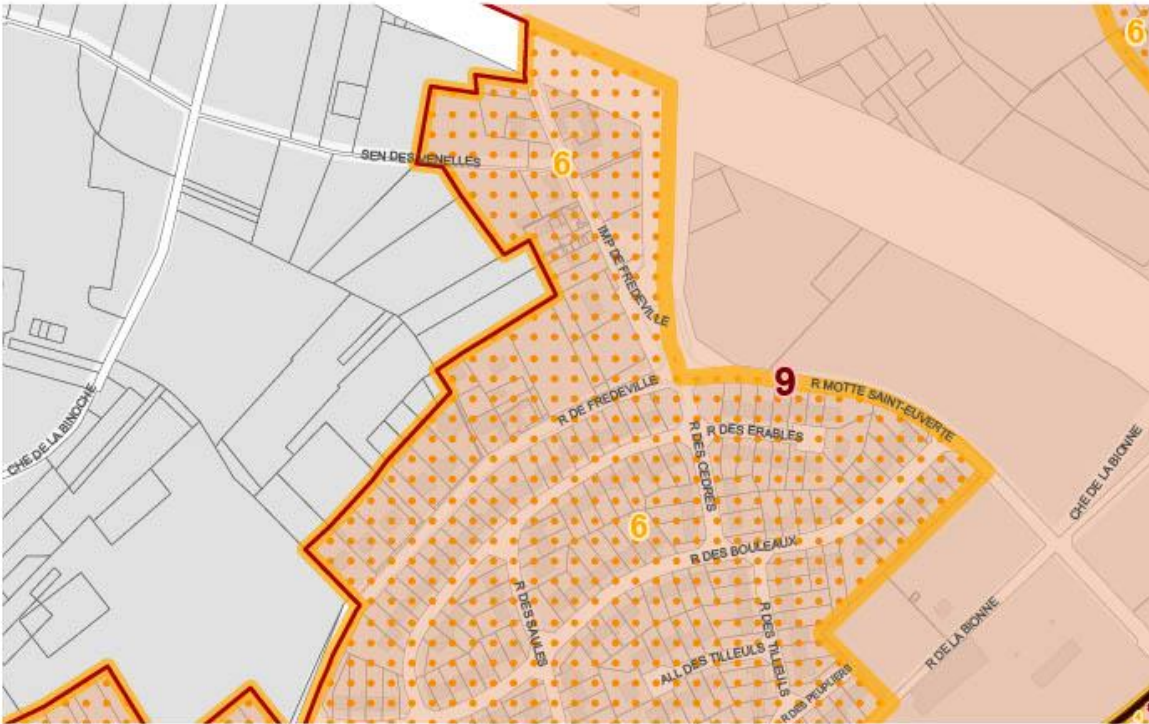 6
SEN DES VENELLES
6
IMP DE FREDEVILLE
CHE DE LA BINOCHE
9
R MOTTE SAINT-EUVERTE
R DE FREDEVILLE
R DES ERABLES
R DES CEDRES
CHE DE LA BIONNE
6
R DES BOULEAUX
R DES SAULES
R DES TILLEULS
R DE LA BIONNE
ALL DES TILLEULS
R DES PEUPLIERS